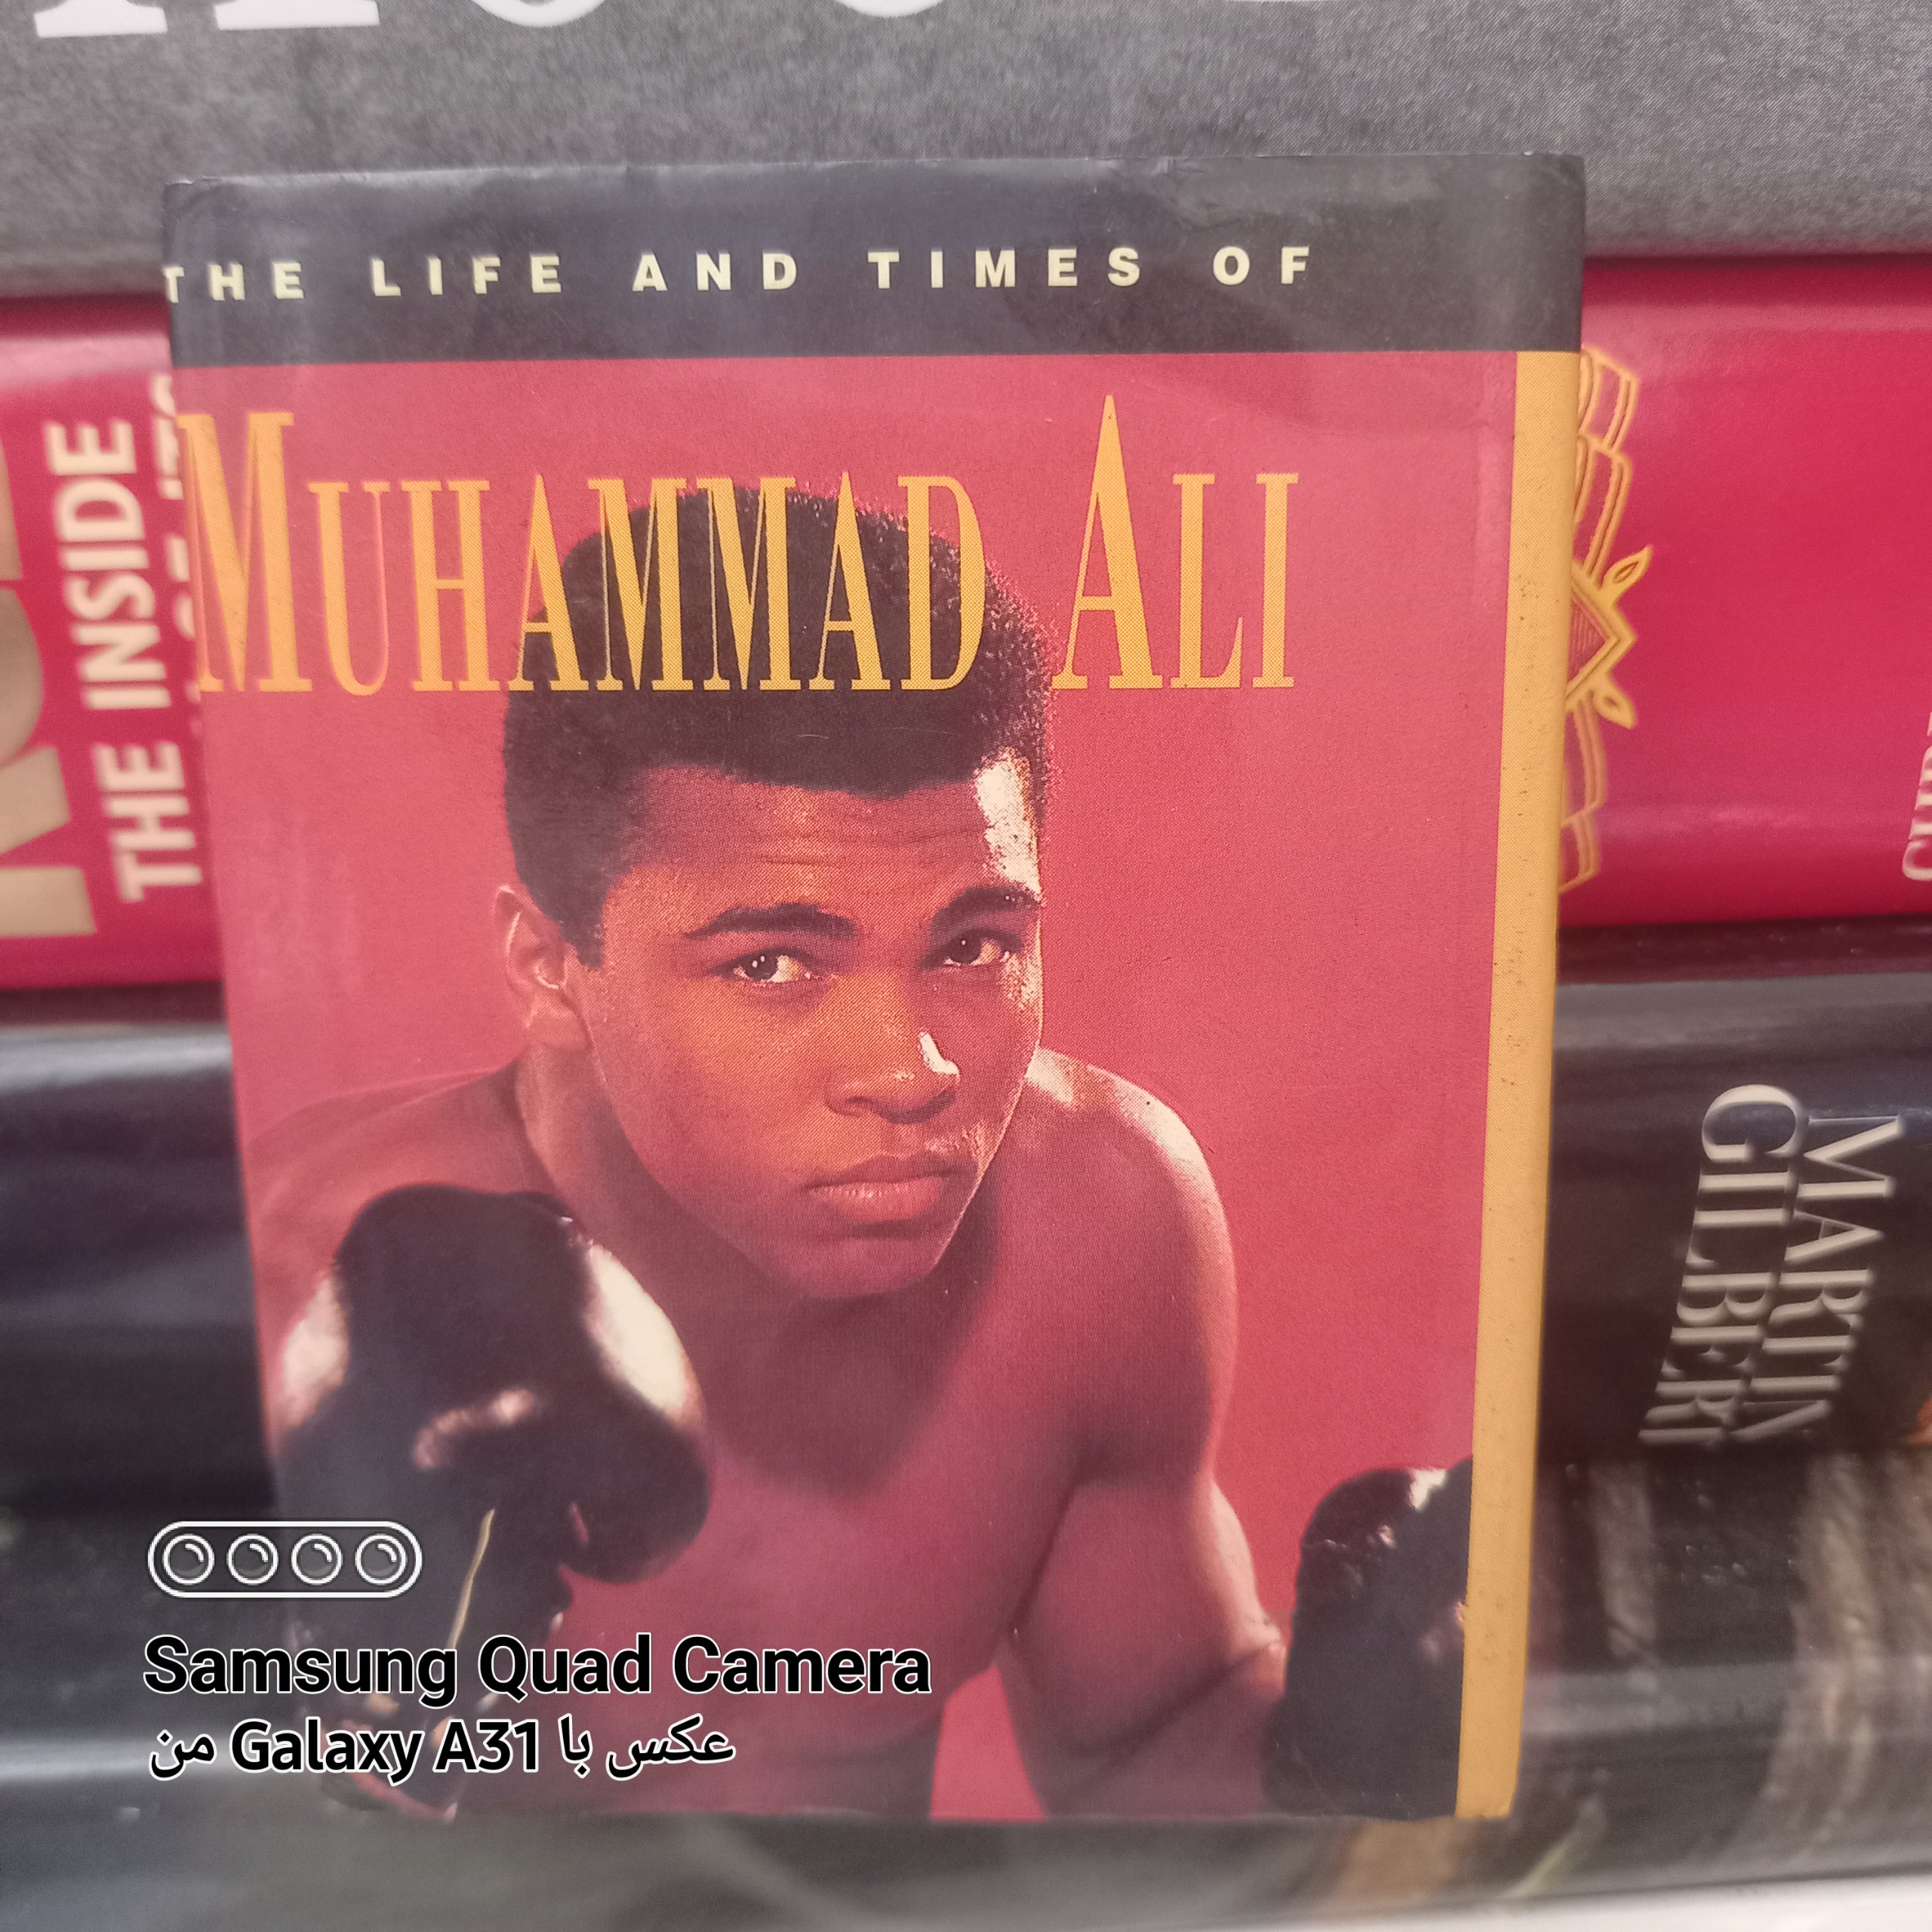 THE LIFE AND TIMES OF
MUHAMMAD ALI
THE INSIDE
MARTIN
GILBERT
Samsung Quad Camera
عکس با Galaxy A31 من